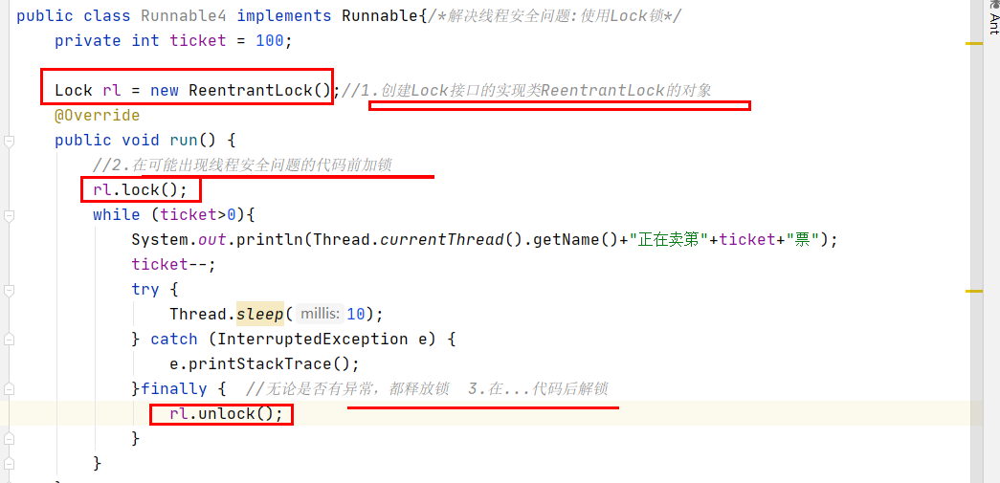 public class Runnable4 implements Runnable{/*解决线程安全问题:使用Lock锁*/
private int ticket = 100;
Lock rl = new ReentrantLock();//1.创建Lock接口的实现类ReentrantLock的对象
@Override
public void run() {
//2.在可能出现线程安全问题的代码前加锁
rl.lock();
while (ticket>0){
System.out.println(Thread.currentThread().getName()+"正在卖第"+ticket+"票");
ticket--;
try {
Thread.sleep( millis: 10);
} catch (InterruptedException e) {
e.printStackTrace();
}finally { //无论是否有异常，都释放锁 3.在...代码后解锁
rl.unlock();
}
}
Ant